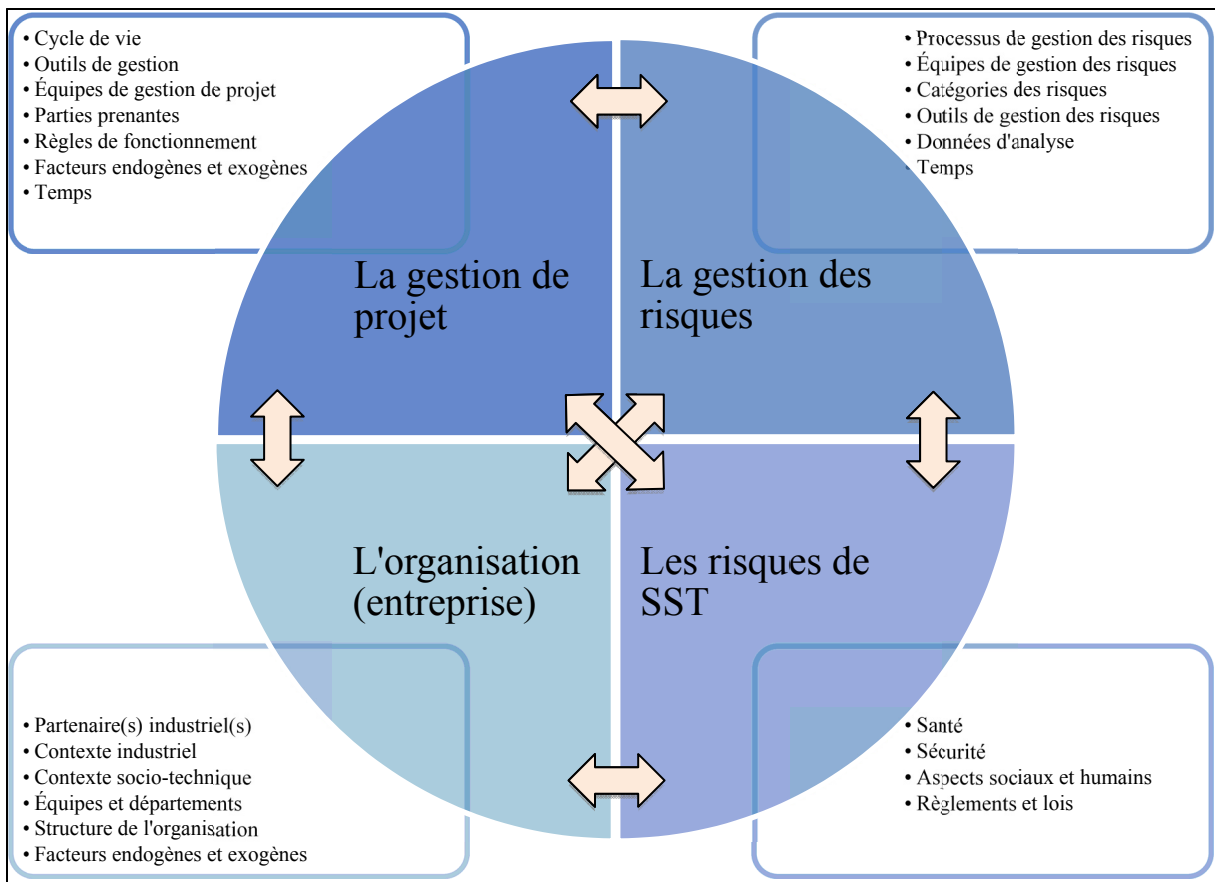 • Cycle de vie
• Outils de gestion
• Équipes de gestion de projet
• Parties prenantes
• Règles de fonctionnement
• Facteurs endogènes et exogènes
• Temps
• Processus de gestion des risques
• Équipes de gestion des risques
• Catégories des risques
• Outils de gestion des risques
• Données d'analyse
• Temps
La gestion de
projet
La gestion des
risques
L'organisation
(entreprise)
Les risques de
SST
• Partenaire(s) industriel(s)
• Contexte industriel
• Contexte socio-technique
• Équipes et départements
• Structure de l'organisation
• Facteurs endogènes et exogènes
• Santé
• Sécurité
• Aspects sociaux et humains
• Règlements et lois